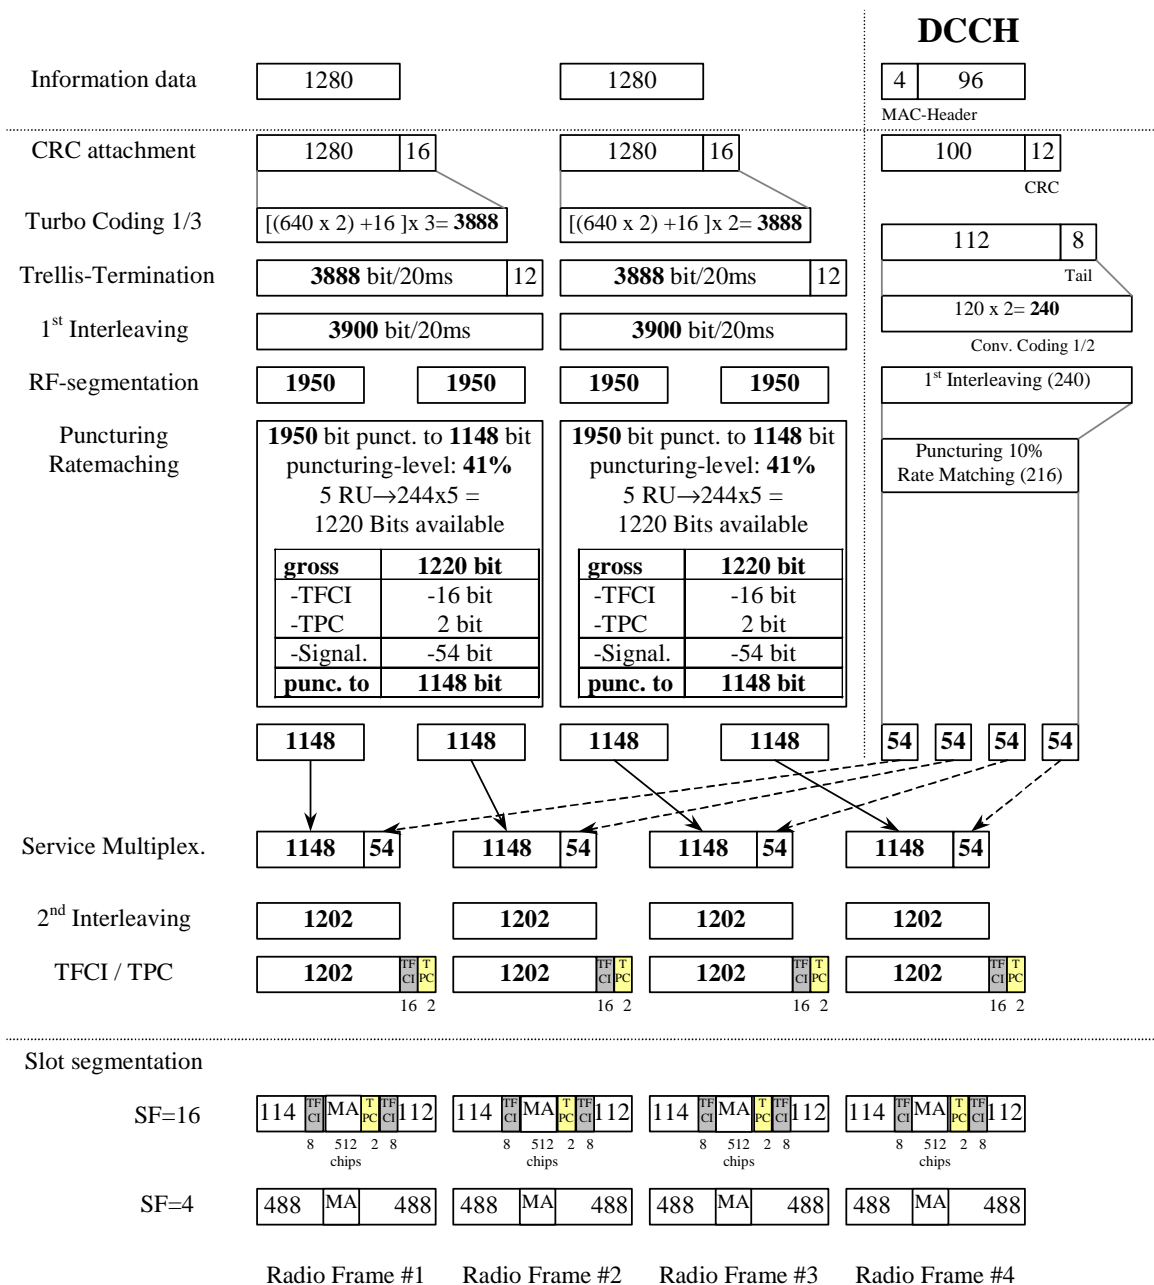 DCCH
Information data 1280 1280 4 96
MAC-Header
CRC attachment 1280 16 1280 16 100 12
CRC
Turbo Coding 1/3 [(640 x 2) +16 ]x 3= 3888 [(640 x 2) +16 ]x 2= 3888
112 8
Trellis-Termination 3888 bit/20ms 12 3888 bit/20ms 12
Tail
120 x 2= 240
1st Interleaving 3900 bit/20ms 3900 bit/20ms
Conv. Coding 1/2
RF-segmentation 1950 1950 1950 1950 1st Interleaving (240)
Puncturing
Ratemaching
1950 bit punct. to 1148 bit
puncturing-level: 41%
5 RU→244x5 =
1220 Bits available
gross 1220 bit
-TFCI -16 bit
-TPC 2 bit
-Signal. -54 bit
punc. to 1148 bit
1950 bit punct. to 1148 bit
puncturing-level: 41%
5 RU→244x5 =
1220 Bits available
gross 1220 bit
-TFCI -16 bit
-TPC 2 bit
-Signal. -54 bit
punc. to 1148 bit
Puncturing 10%
Rate Matching (216)
1148 1148 1148 1148 54 54 54 54
Service Multiplex. 1148 54 1148 54 1148 54 1148 54
2nd Interleaving 1202 1202 1202 1202
TFCI / TPC 1202 TF CI T PC 1202 TF CI T PC 1202 TF CI T PC 1202 TF CI T PC
16 2 16 2 16 2 16 2
Slot segmentation
SF=16 114 TF CI MA T PC TF CI 112 114 TF CI MA T PC TF CI 112 114 TF CI MA T PC TF CI 112 114 TF CI MA T PC TF CI 112
8 512 2 8 8 512 2 8 8 512 2 8 8 512 2 8
chips chips chips chips
SF=4 488 MA 488 488 MA 488 488 MA 488 488 MA 488
Radio Frame #1 Radio Frame #2 Radio Frame #3 Radio Frame #4